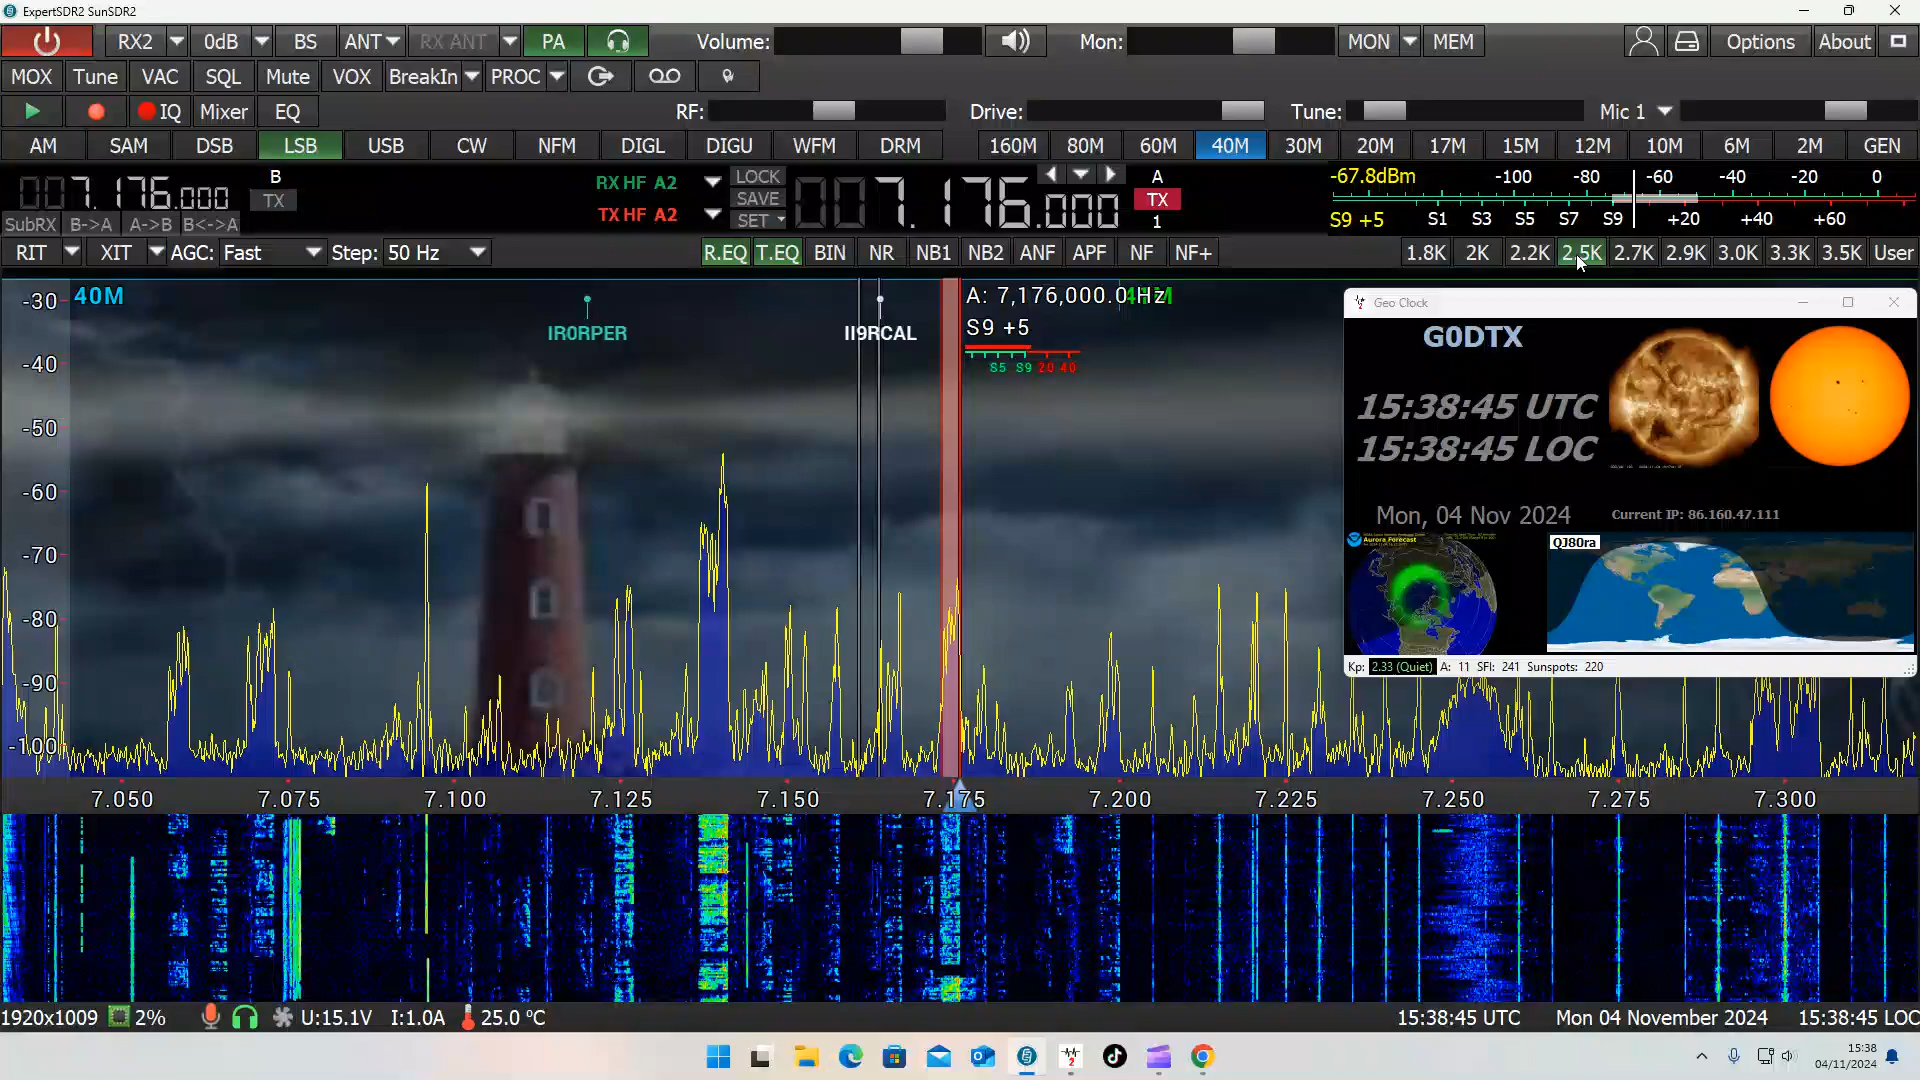 ExpertSDR2 SunSDR2
RX2 0dB BS ANT RX ANT PA Volume: Mon: MON MEM Options About
MOX Tune VAC SQL Mute VOX BreakIn PROC
IQ Mixer EQ RF: Drive: Tune: Mic 1
AM SAM DSB LSB USB CW NFM DIGL DIGU WFM DRM 160M 80M 60M 40M 30M 20M 17M 15M 12M 10M 6M 2M GEN
007.176.000 B TX
SubRX B->A A->B B<->A
RX HF A2
TX HF A2
LOCK
SAVE
SET
007.176.000
A
TX
1
-67.8dBm -100 -80 -60 -40 -20 0
S9 +5 S1 S3 S5 S7 S9 +20 +40 +60
RIT XIT AGC: Fast Step: 50 Hz R.EQ T.EQ BIN NR NB1 NB2 ANF APF NF NF+ 1.8K 2K 2.2K 2.5K 2.7K 2.9K 3.0K 3.3K 3.5K User
40M
A: 7,176,000.0 Hz
S9 +5
S5 S9 20 40
IR0RPER
II9RCAL
-30
-40
-50
-60
-70
-80
-90
-100
Geo Clock
G0DTX
15:38:45 UTC
15:38:45 LOC
Mon, 04 Nov 2024
Current IP: 86.160.47.111
Aurora Forecast
QJ80ra
Kp: 2.33 (Quiet) A: 11 SFI: 241 Sunspots: 220
7.050 7.075 7.100 7.125 7.150 7.175 7.200 7.225 7.250 7.275 7.300
1920x1009 2% U:15.1V I:1.0A 25.0 °C 15:38:45 UTC Mon 04 November 2024 15:38:45 LOC
2
15:38
04/11/2024